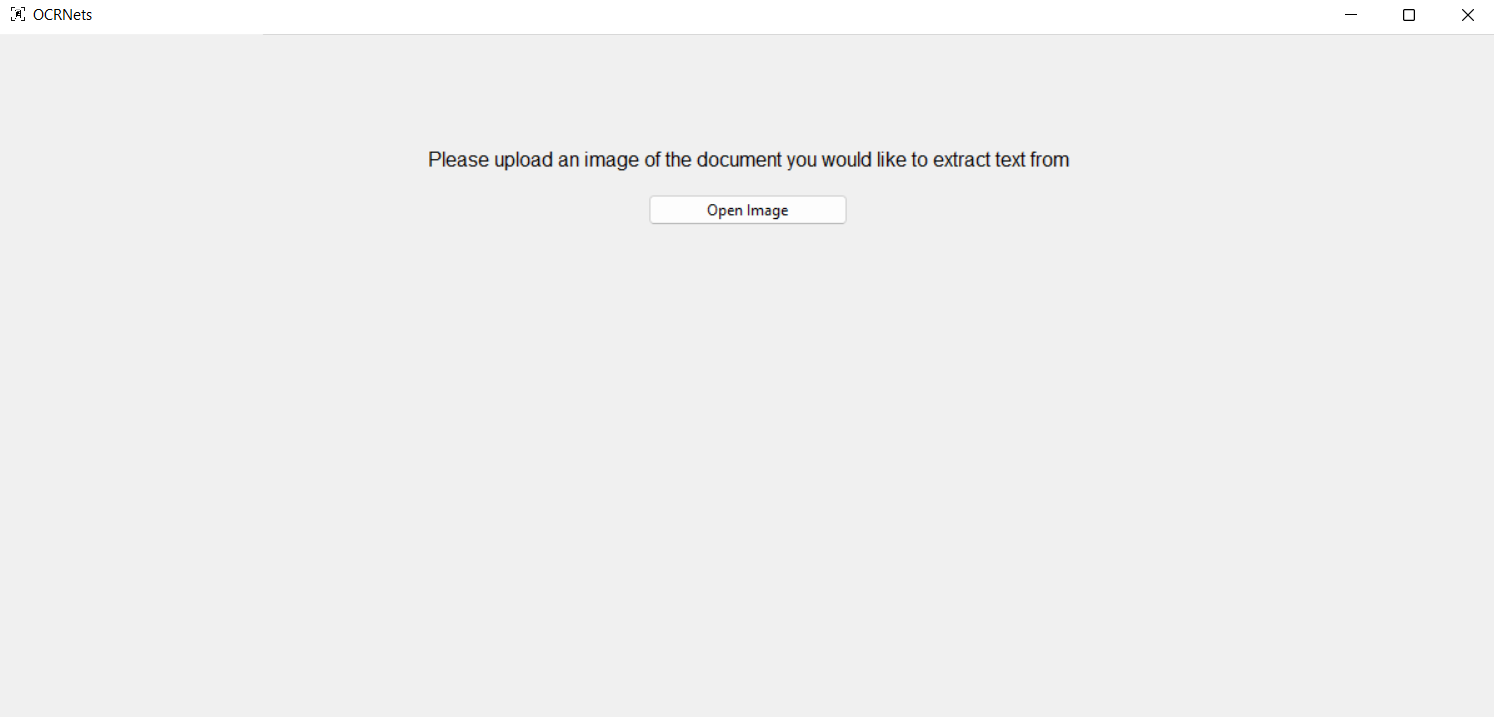 OCRNets
Please upload an image of the document you would like to extract text from
Open Image